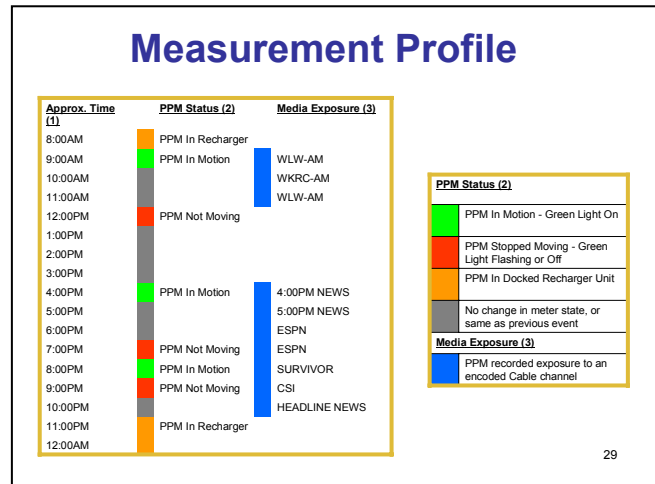 Measurement Profile
Approx. Time (1) PPM Status (2) Media Exposure (3)
8:00AM PPM In Recharger
9:00AM PPM In Motion WLW-AM
10:00AM WKRC-AM
11:00AM WLW-AM
12:00PM PPM Not Moving
1:00PM
2:00PM
3:00PM
4:00PM PPM In Motion 4:00PM NEWS
5:00PM 5:00PM NEWS
6:00PM ESPN
7:00PM PPM Not Moving ESPN
8:00PM PPM In Motion SURVIVOR
9:00PM PPM Not Moving CSI
10:00PM HEADLINE NEWS
11:00PM PPM In Recharger
12:00AM
PPM Status (2)
PPM In Motion - Green Light On
PPM Stopped Moving - Green
Light Flashing or Off
PPM In Docked Recharger Unit
No change in meter state, or
same as previous event
Media Exposure (3)
PPM recorded exposure to an
encoded Cable channel
29